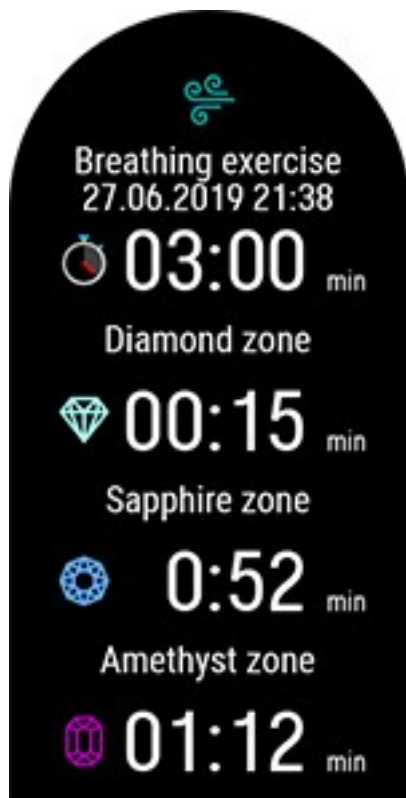 Breathing exercise
27.06.2019 21:38
03:00 min
Diamond zone
00:15 min
Sapphire zone
0:52 min
Amethyst zone
01:12 min